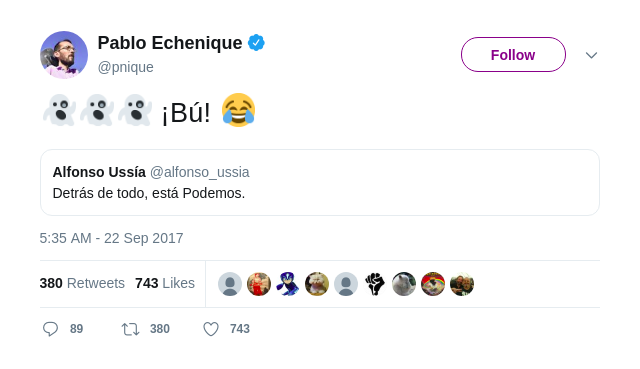 Pablo Echenique
@pnique
Follow
👻👻👻 ¡Bú! 😂
Alfonso Ussía @alfonso_ussia
Detrás de todo, está Podemos.
5:35 AM - 22 Sep 2017
380 Retweets 743 Likes
89 380 743